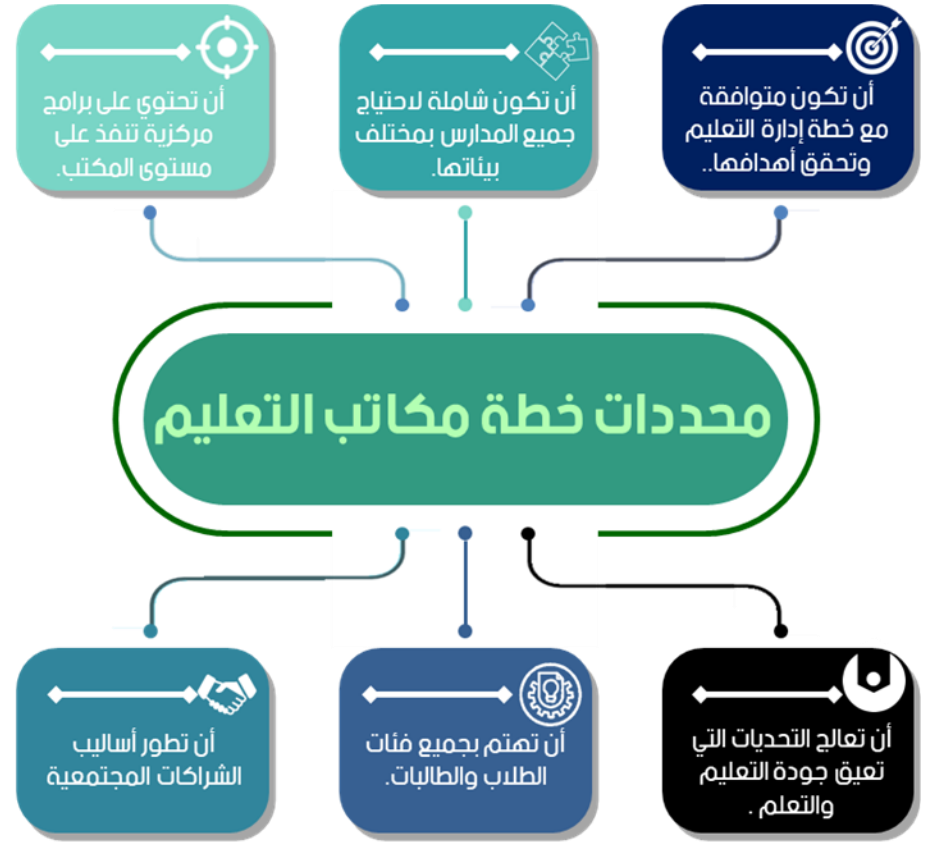 أن تكون متوافقة
مع خطة إدارة التعليم
وتحقق أهدافها..
أن تكون شاملة لاحتياج
جميع المدارس بمختلف
بيئاتها.
أن تحتوي على برامج
مركزية تنفذ على
مستوى المكتب.
محددات خطة مكاتب التعليم
أن تعالج التحديات التي
تعيق جودة التعليم
والتعلم .
أن تهتم بجميع فئات
الطلاب والطالبات.
أن تطور أساليب
الشراكات المجتمعية